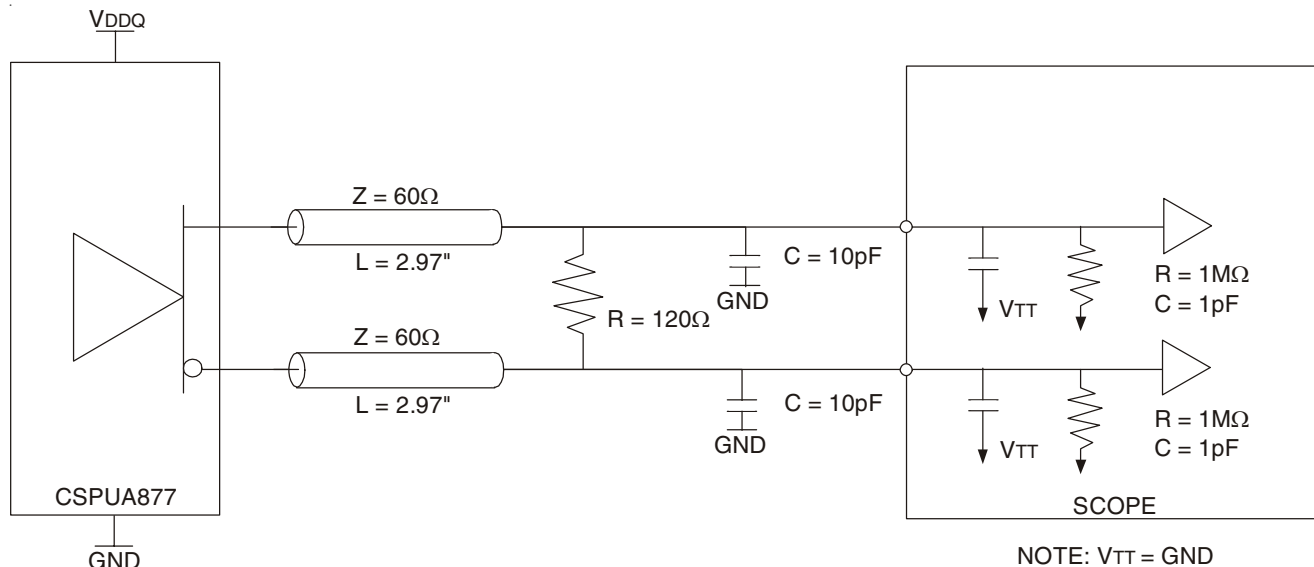 VDDQ
Z = 60Ω
L = 2.97"
C = 10pF
GND
R = 120Ω
VTT
R = 1MΩ
C = 1pF
Z = 60Ω
L = 2.97"
C = 10pF
GND
VTT
R = 1MΩ
C = 1pF
CSPUA877
SCOPE
GND
NOTE: VTT = GND